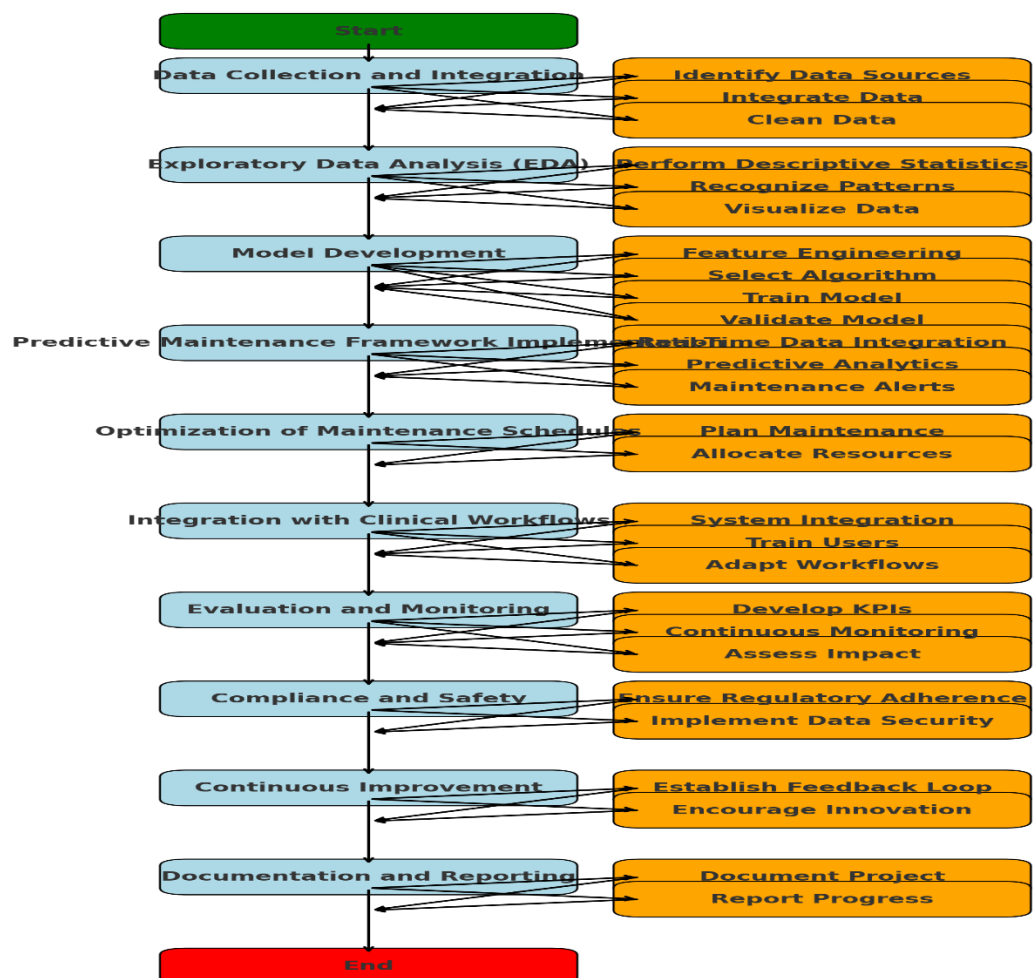 Start
Data Collection and Integration
Identify Data Sources
Integrate Data
Clean Data
Exploratory Data Analysis (EDA)
Perform Descriptive Statistics
Recognize Patterns
Visualize Data
Model Development
Feature Engineering
Select Algorithm
Train Model
Validate Model
Predictive Maintenance Framework Implementation
Real-Time Data Integration
Predictive Analytics
Maintenance Alerts
Optimization of Maintenance Schedules
Plan Maintenance
Allocate Resources
Integration with Clinical Workflows
System Integration
Train Users
Adapt Workflows
Evaluation and Monitoring
Develop KPIs
Continuous Monitoring
Assess Impact
Compliance and Safety
Ensure Regulatory Adherence
Implement Data Security
Continuous Improvement
Establish Feedback Loop
Encourage Innovation
Documentation and Reporting
Document Project
Report Progress
End